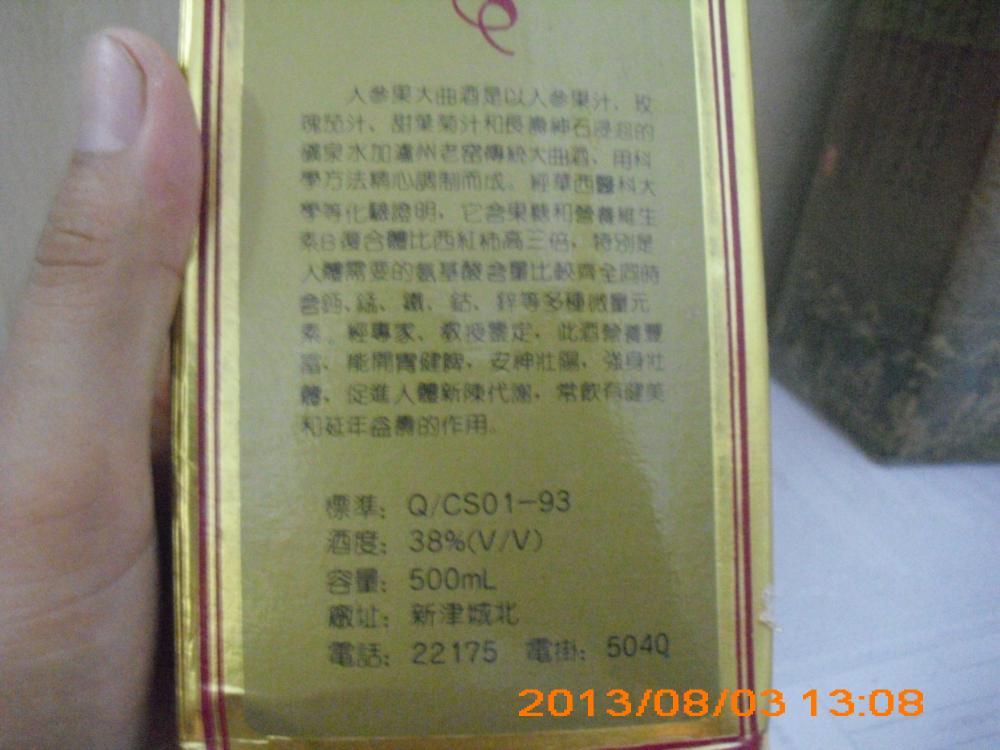 人參果大曲酒是以人參果汁、玫
瑰茄汁、甜葉菊汁和長壽神石浸泡的
礦泉水加瀘州老窖傳統大曲酒、用科
學方法精心調制而成。經華西醫科大
學等化驗證明，它含果糖和營養維生
素B復合體比西紅柿高三倍，特別是
人體需要的氨基酸含量比較齊全同時
含鈣、錳、鐵、鈷、鋅等多種微量元
素。經專家、教授鑒定，此酒營養豐
富、能開胃健脾，安神壯陽，強身壯
體，促進人體新陳代謝，常飲有健美
和延年益壽的作用。
標準：Q/CS01-93
酒度：38%(V/V)
容量：500mL
廠址：新津城北
電話：22175 電掛：5040
2013/08/03 13:08